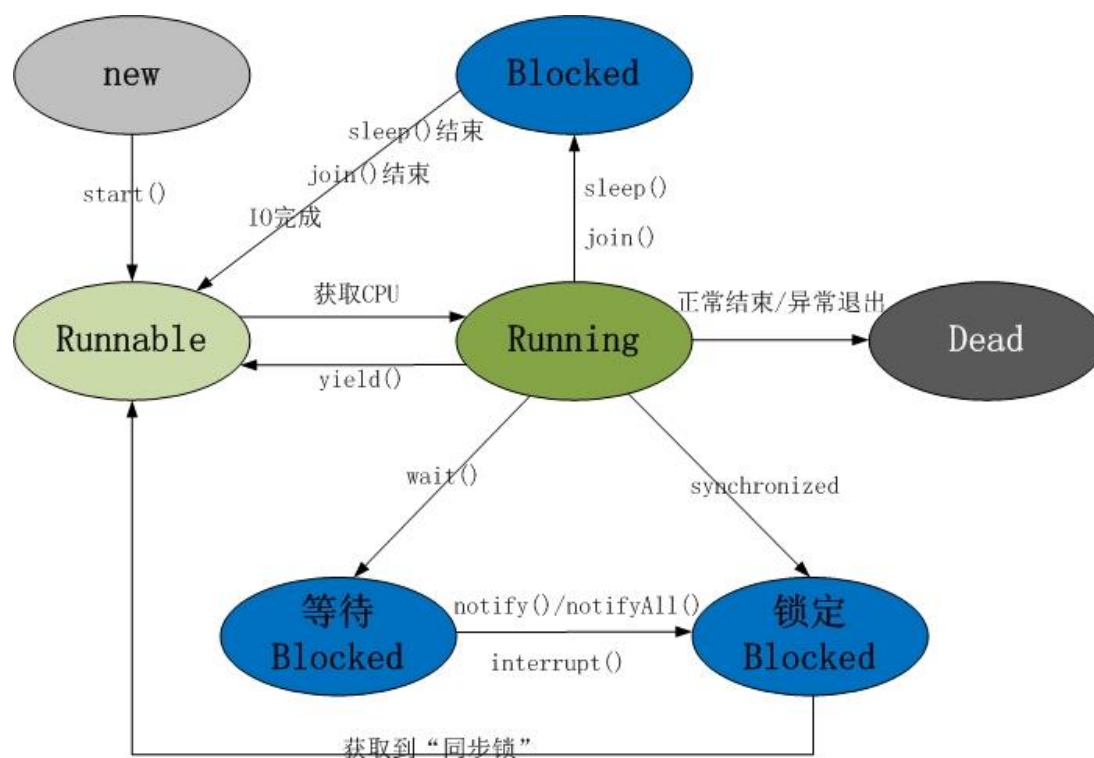 new
Blocked
sleep()结束
start()
join()结束
sleep()
IO完成
join()
获取CPU
正常结束/异常退出
Runnable
Running
Dead
yield()
wait()
synchronized
等待
Blocked
notify()/notifyAll()
interrupt()
锁定
Blocked
获取到“同步锁”